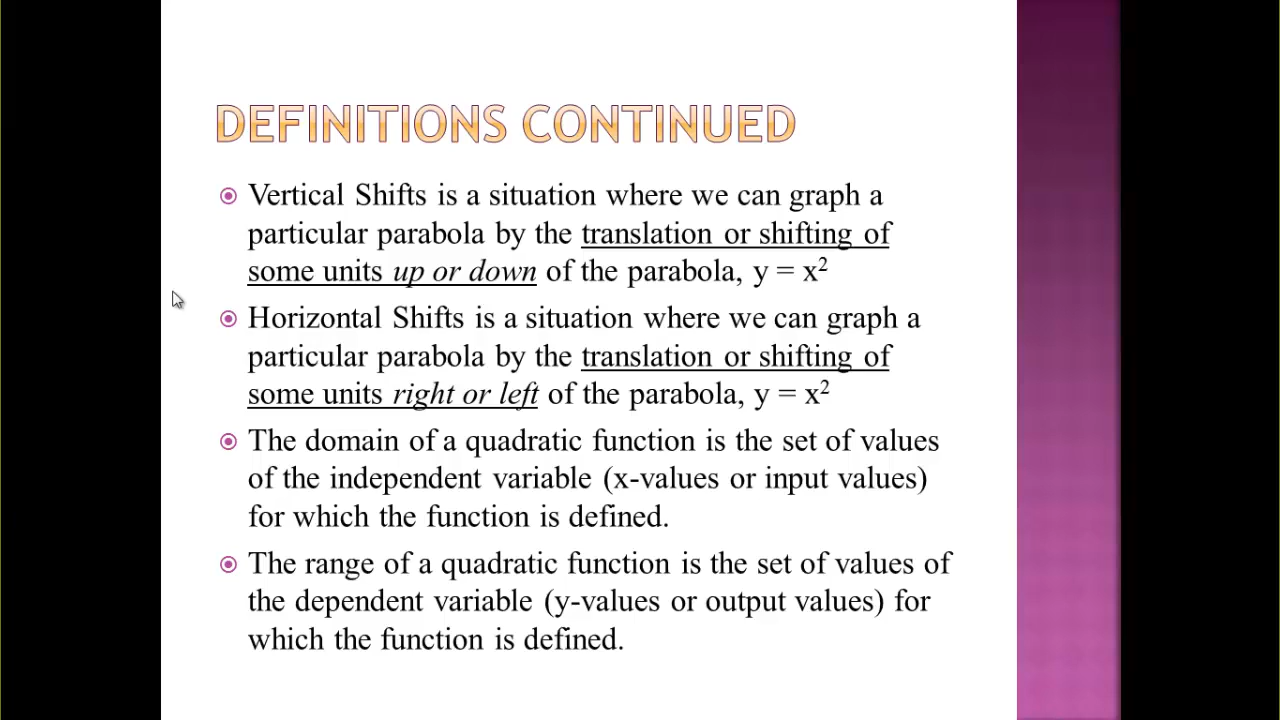 DEFINITIONS CONTINUED
Vertical Shifts is a situation where we can graph a
particular parabola by the translation or shifting of
some units up or down of the parabola, y = x²
Horizontal Shifts is a situation where we can graph a
particular parabola by the translation or shifting of
some units right or left of the parabola, y = x²
The domain of a quadratic function is the set of values
of the independent variable (x-values or input values)
for which the function is defined.
The range of a quadratic function is the set of values of
the dependent variable (y-values or output values) for
which the function is defined.